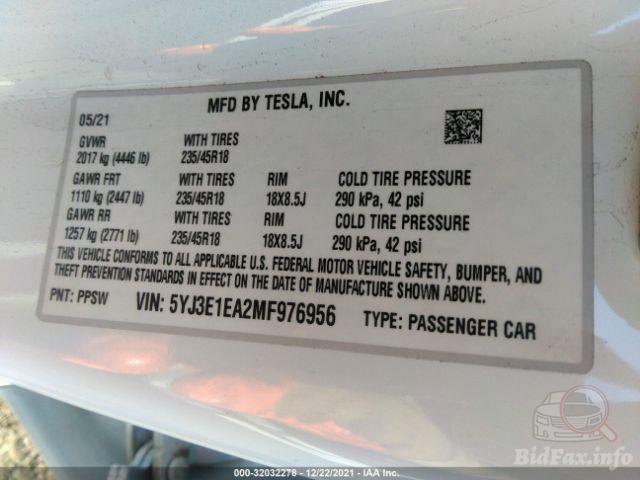 MFD BY TESLA, INC.
05/21
GVWR WITH TIRES
2017 kg (4446 lb) 235/45R18
GAWR FRT WITH TIRES RIM COLD TIRE PRESSURE
1110 kg (2447 lb) 235/45R18 18X8.5J 290 kPa, 42 psi
GAWR RR WITH TIRES RIM COLD TIRE PRESSURE
1257 kg (2771 lb) 235/45R18 18X8.5J 290 kPa, 42 psi
THIS VEHICLE CONFORMS TO ALL APPLICABLE U.S. FEDERAL MOTOR VEHICLE SAFETY, BUMPER, AND
THEFT PREVENTION STANDARDS IN EFFECT ON THE DATE OF MANUFACTURE SHOWN ABOVE.
PNT: PPSW VIN: 5YJ3E1EA2MF976956 TYPE: PASSENGER CAR
BidFax.info
000-32032278 - 12/22/2021 - IAA Inc.